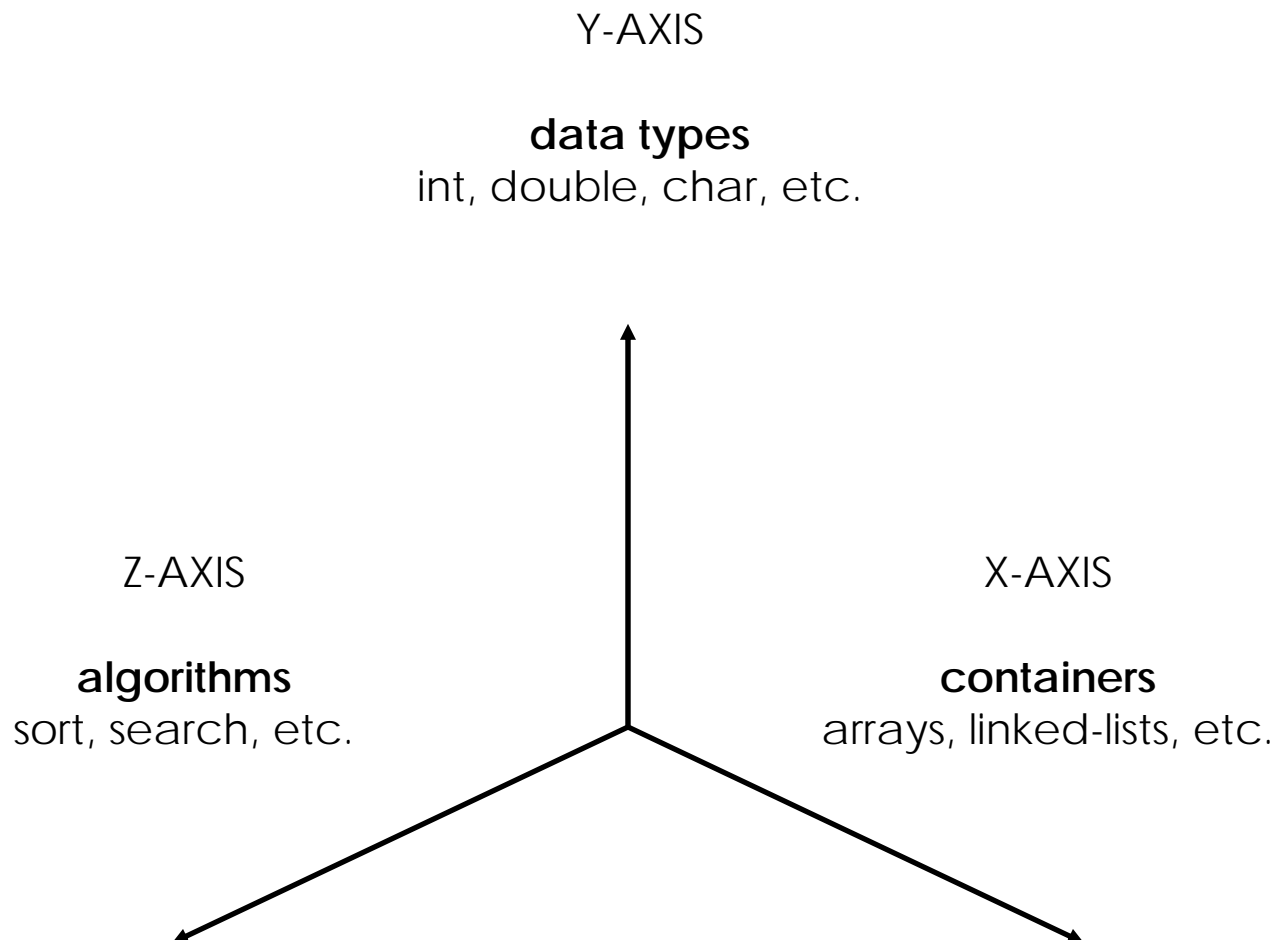 Y-AXIS
data types
int, double, char, etc.
Z-AXIS
algorithms
sort, search, etc.
X-AXIS
containers
arrays, linked-lists, etc.